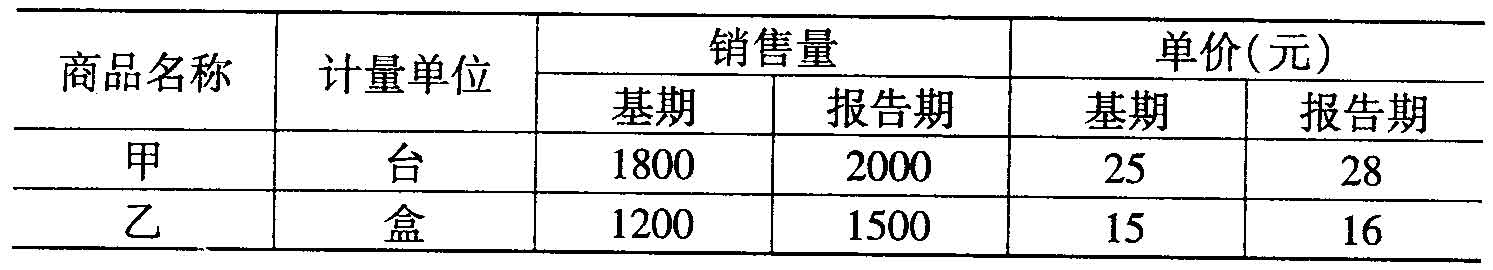 商品名称 计量单位 销售量 单价(元)
基期 报告期 基期 报告期
甲 台 1800 2000 25 28
乙 盒 1200 1500 15 16